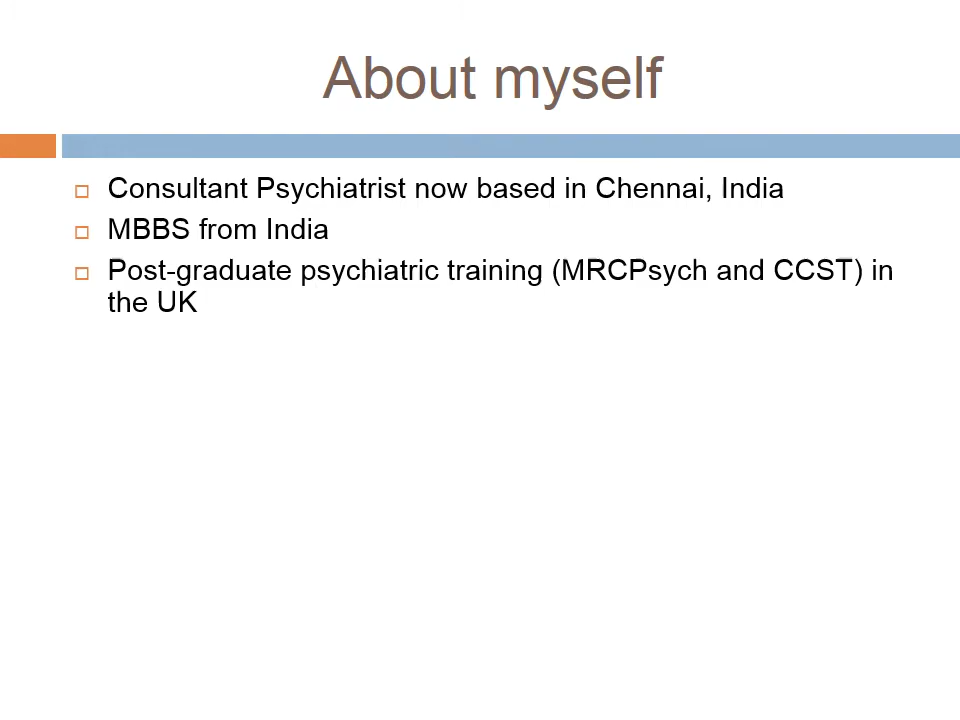 About myself
Consultant Psychiatrist now based in Chennai, India
MBBS from India
Post-graduate psychiatric training (MRCPsych and CCST) in
the UK